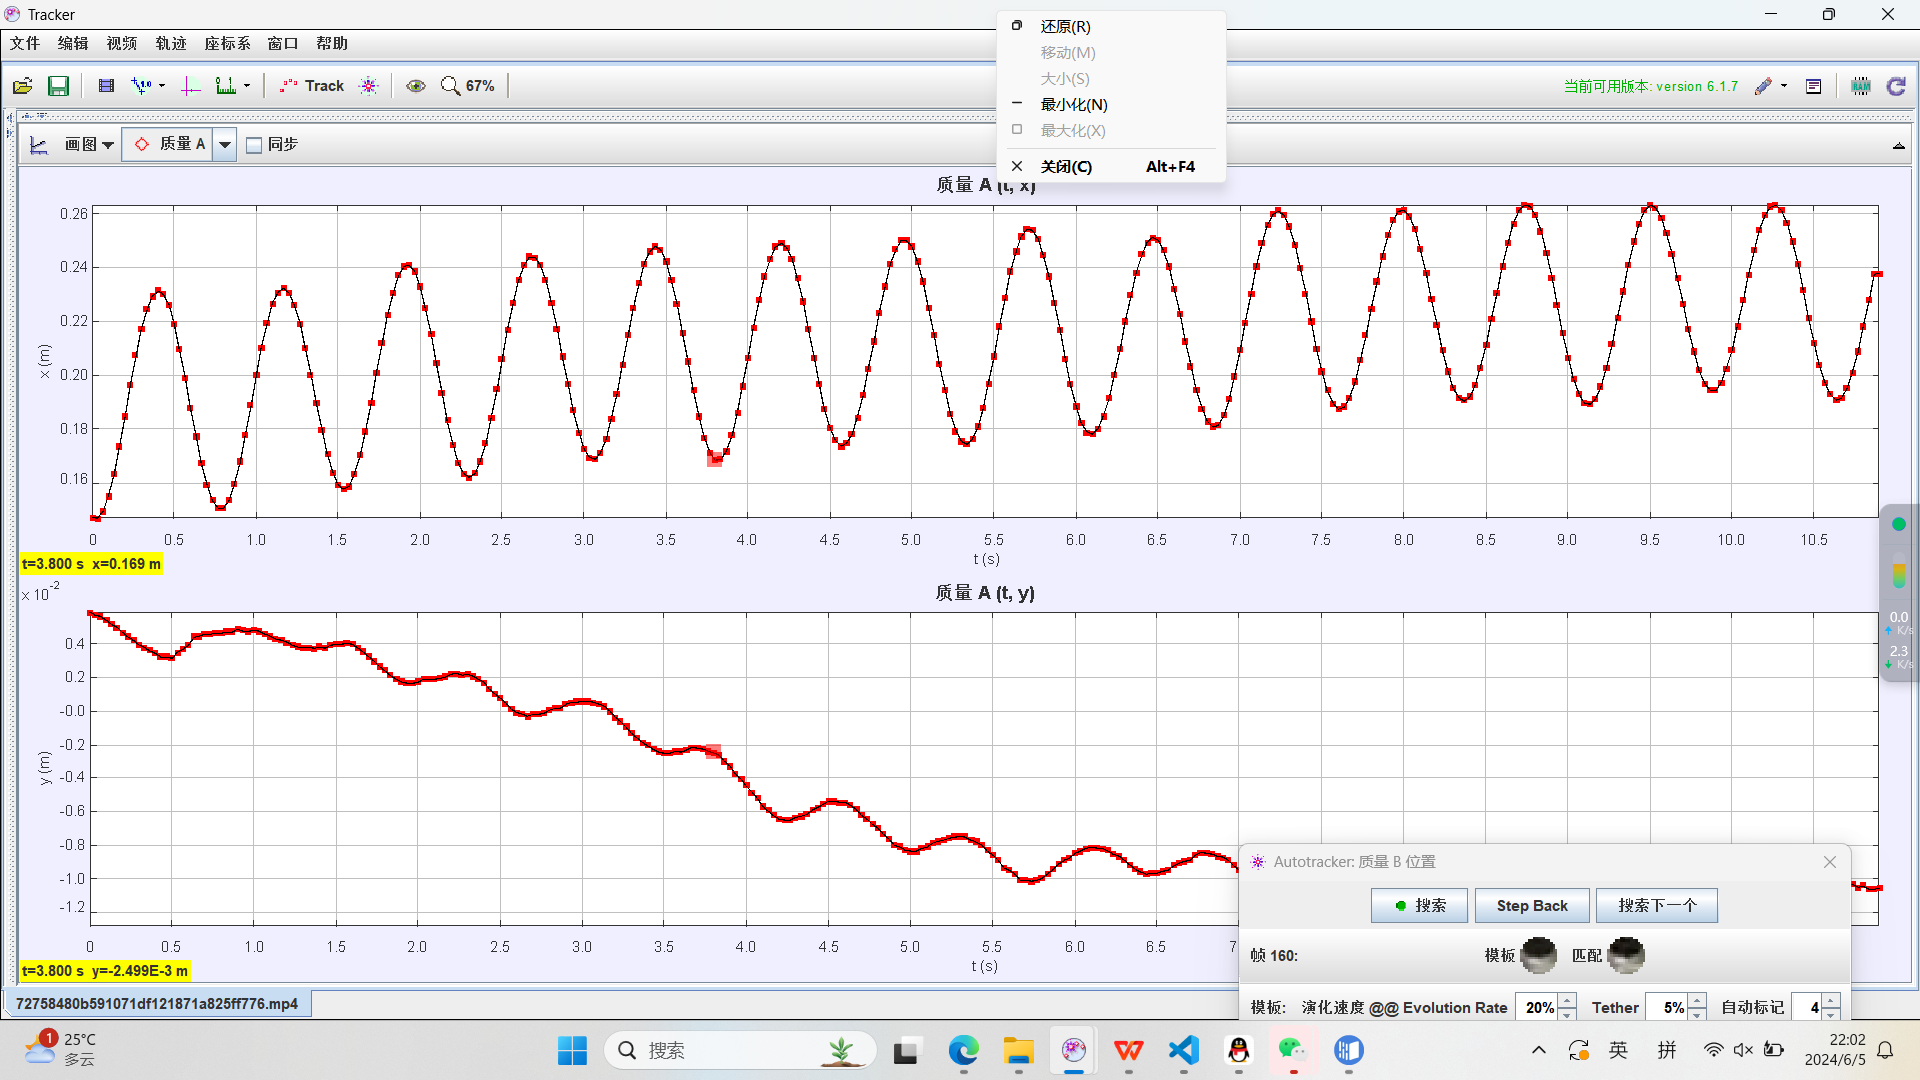 Tracker
文件 编辑 视频 轨迹 座标系 窗口 帮助
Track
67%
当前可用版本: version 6.1.7
还原(R)
移动(M)
大小(S)
最小化(N)
最大化(X)
关闭(C) Alt+F4
画图 质量 A 同步
质量 A (t, x)
0.26
0.24
0.22
0.20
0.18
0.16
x (m)
0 0.5 1.0 1.5 2.0 2.5 3.0 3.5 4.0 4.5 5.0 5.5 6.0 6.5 7.0 7.5 8.0 8.5 9.0 9.5 10.0 10.5
t (s)
t=3.800 s x=0.169 m
×10-2
质量 A (t, y)
0.4
0.2
-0.0
-0.2
-0.4
-0.6
-0.8
-1.0
-1.2
y (m)
0 0.5 1.0 1.5 2.0 2.5 3.0 3.5 4.0 4.5 5.0 5.5 6.0 6.5 7
t (s)
t=3.800 s y=-2.499E-3 m
0.0
K/s
2.3
K/s
Autotracker: 质量 B 位置
搜索 Step Back 搜索下一个
帧 160: 模板 匹配
模板: 演化速度 @@ Evolution Rate 20% Tether 5% 自动标记 4
72758480b591071df121871a825ff776.mp4
1
25°C
多云
搜索
英 拼
22:02
2024/6/5